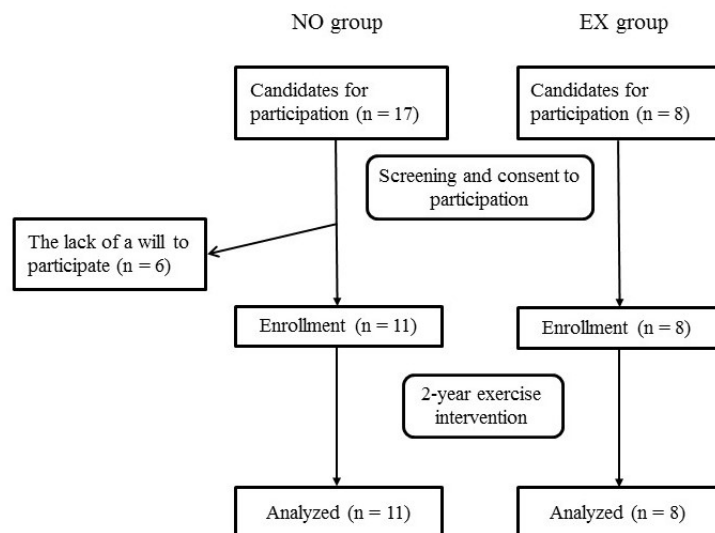 NO group
EX group
Candidates for
participation (n = 17)
Candidates for
participation (n = 8)
Screening and consent to
participation
The lack of a will to
participate (n = 6)
Enrollment (n = 11)
Enrollment (n = 8)
2-year exercise
intervention
Analyzed (n = 11)
Analyzed (n = 8)